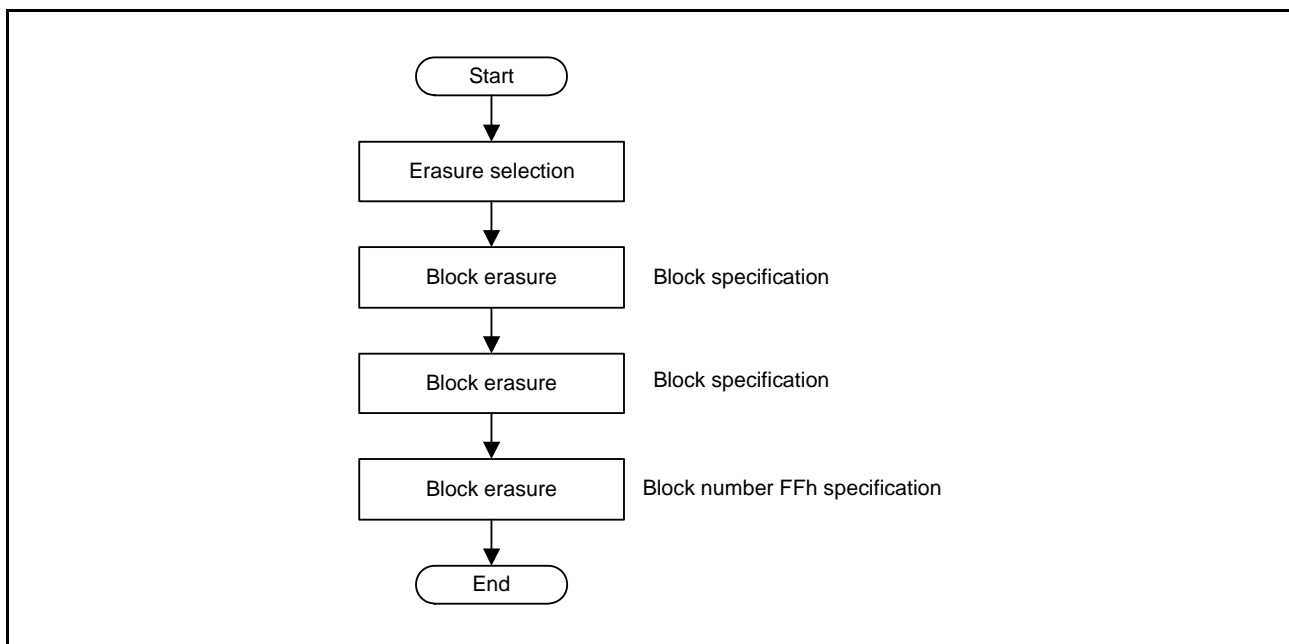 Start
Erasure selection
Block erasure
Block specification
Block erasure
Block specification
Block erasure
Block number FFh specification
End